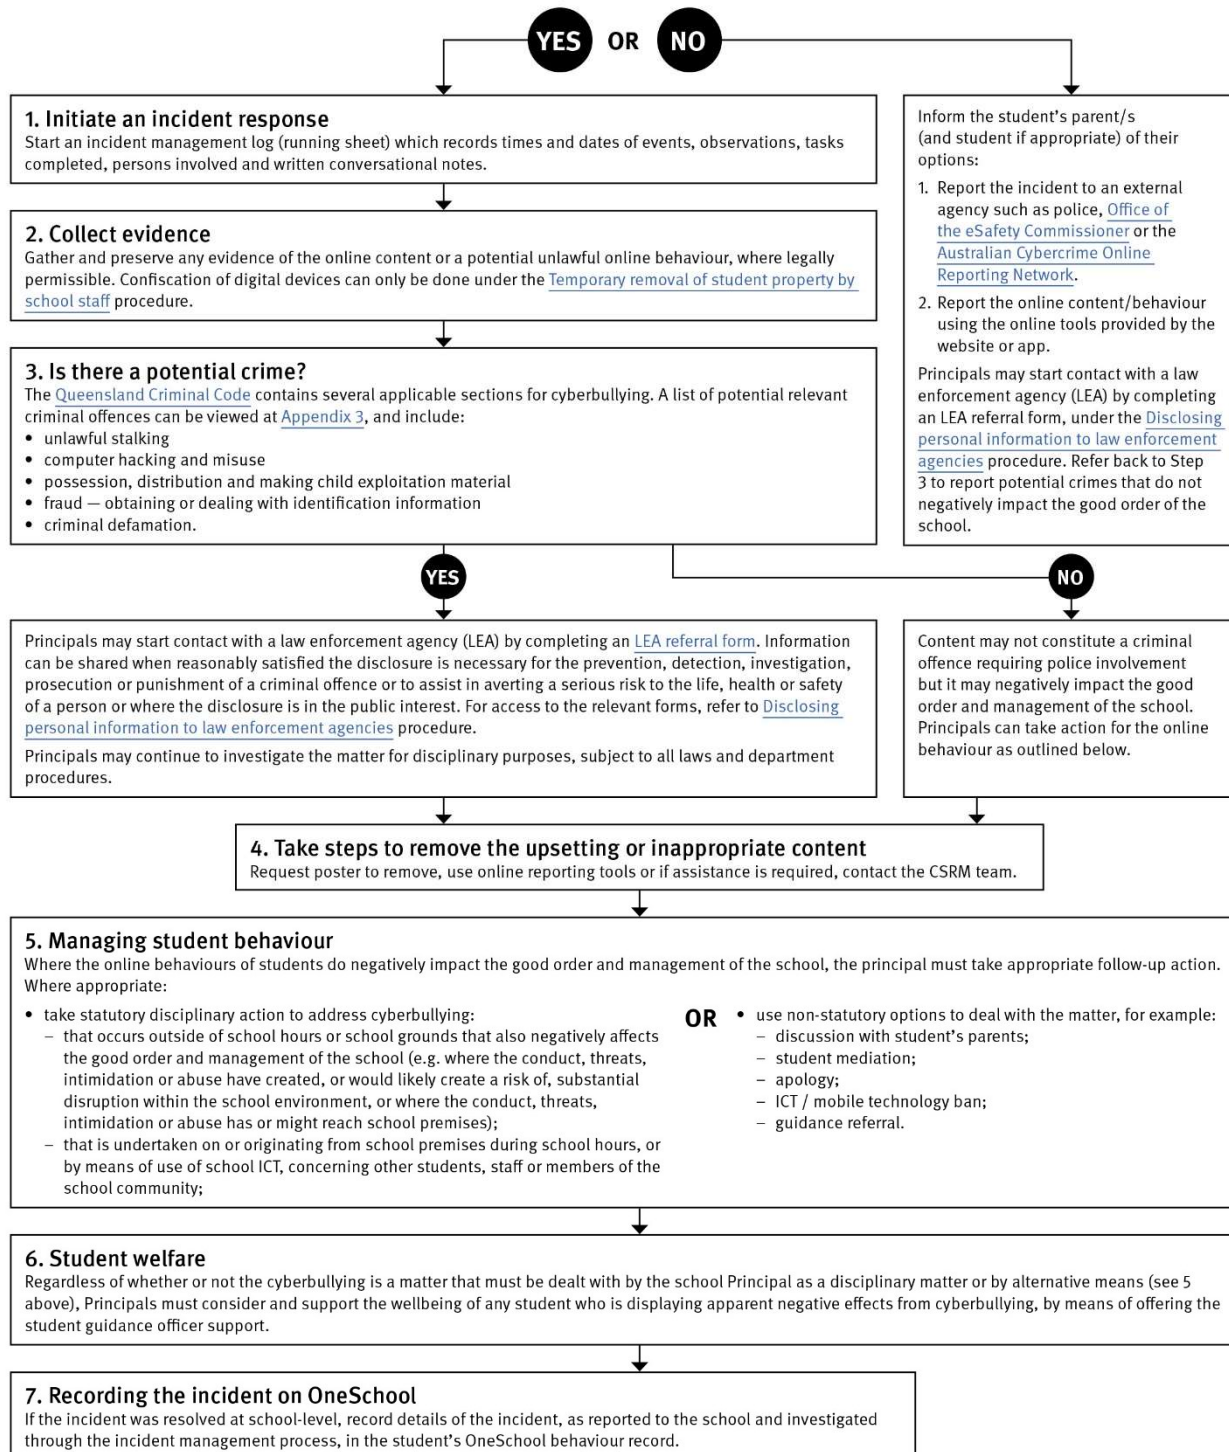 YES OR NO
1. Initiate an incident response
Start an incident management log (running sheet) which records times and dates of events, observations, tasks
completed, persons involved and written conversational notes.
2. Collect evidence
Gather and preserve any evidence of the online content or a potential unlawful online behaviour, where legally
permissible. Confiscation of digital devices can only be done under the Temporary removal of student property by
school staff procedure.
3. Is there a potential crime?
The Queensland Criminal Code contains several applicable sections for cyberbullying. A list of potential relevant
criminal offences can be viewed at Appendix 3, and include:
• unlawful stalking
• computer hacking and misuse
• possession, distribution and making child exploitation material
• fraud — obtaining or dealing with identification information
• criminal defamation.
Inform the student's parent/s
(and student if appropriate) of their
options:
1. Report the incident to an external
agency such as police, Office of
the eSafety Commissioner or the
Australian Cybercrime Online
Reporting Network.
2. Report the online content/behaviour
using the online tools provided by the
website or app.
Principals may start contact with a law
enforcement agency (LEA) by completing
an LEA referral form, under the Disclosing
personal information to law enforcement
agencies procedure. Refer back to Step
3 to report potential crimes that do not
negatively impact the good order of the
school.
YES
NO
Principals may start contact with a law enforcement agency (LEA) by completing an LEA referral form. Information
can be shared when reasonably satisfied the disclosure is necessary for the prevention, detection, investigation,
prosecution or punishment of a criminal offence or to assist in averting a serious risk to the life, health or safety
of a person or where the disclosure is in the public interest. For access to the relevant forms, refer to Disclosing
personal information to law enforcement agencies procedure.
Principals may continue to investigate the matter for disciplinary purposes, subject to all laws and department
procedures.
Content may not constitute a criminal
offence requiring police involvement
but it may negatively impact the good
order and management of the school.
Principals can take action for the online
behaviour as outlined below.
4. Take steps to remove the upsetting or inappropriate content
Request poster to remove, use online reporting tools or if assistance is required, contact the CSRM team.
5. Managing student behaviour
Where the online behaviours of students do negatively impact the good order and management of the school, the principal must take appropriate follow-up action.
Where appropriate:
• take statutory disciplinary action to address cyberbullying:
– that occurs outside of school hours or school grounds that also negatively affects
the good order and management of the school (e.g. where the conduct, threats,
intimidation or abuse have created, or would likely create a risk of, substantial
disruption within the school environment, or where the conduct, threats,
intimidation or abuse has or might reach school premises);
– that is undertaken on or originating from school premises during school hours, or
by means of use of school ICT, concerning other students, staff or members of the
school community;
OR
• use non-statutory options to deal with the matter, for example:
– discussion with student's parents;
– student mediation;
– apology;
– ICT / mobile technology ban;
– guidance referral.
6. Student welfare
Regardless of whether or not the cyberbullying is a matter that must be dealt with by the school Principal as a disciplinary matter or by alternative means (see 5
above), Principals must consider and support the wellbeing of any student who is displaying apparent negative effects from cyberbullying, by means of offering the
student guidance officer support.
7. Recording the incident on OneSchool
If the incident was resolved at school-level, record details of the incident, as reported to the school and investigated
through the incident management process, in the student's OneSchool behaviour record.